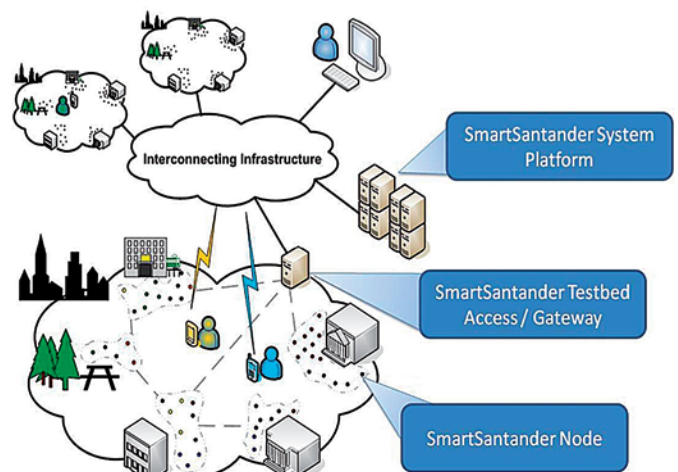 Interconnecting Infrastructure
SmartSantander System
Platform
SmartSantander Testbed
Access / Gateway
SmartSantander Node